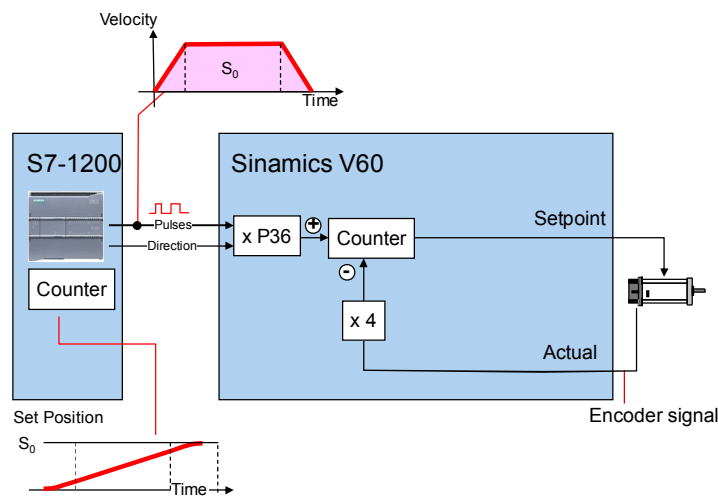 Velocity
S0
Time
S7-1200
Sinamics V60
Pulses
Direction
x P36
+
Counter
-
Setpoint
Counter
x 4
Actual
Encoder signal
Set Position
S0
Time